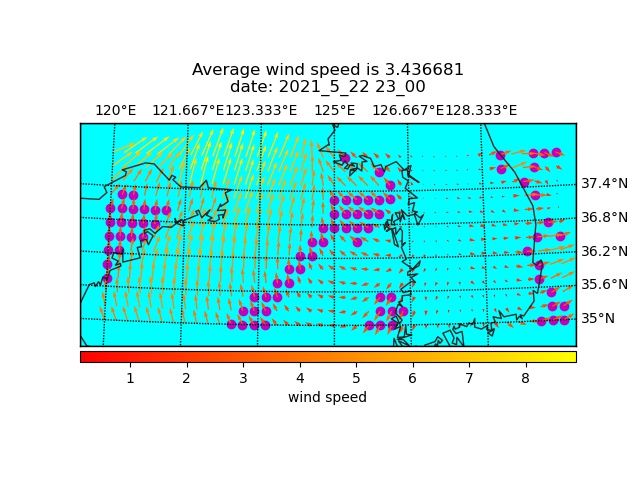 Average wind speed is 3.436681
date: 2021_5_22 23_00
120°E 121.667°E 123.333°E 125°E 126.667°E 128.333°E
37.4°N
36.8°N
36.2°N
35.6°N
35°N
1 2 3 4 5 6 7 8
wind speed